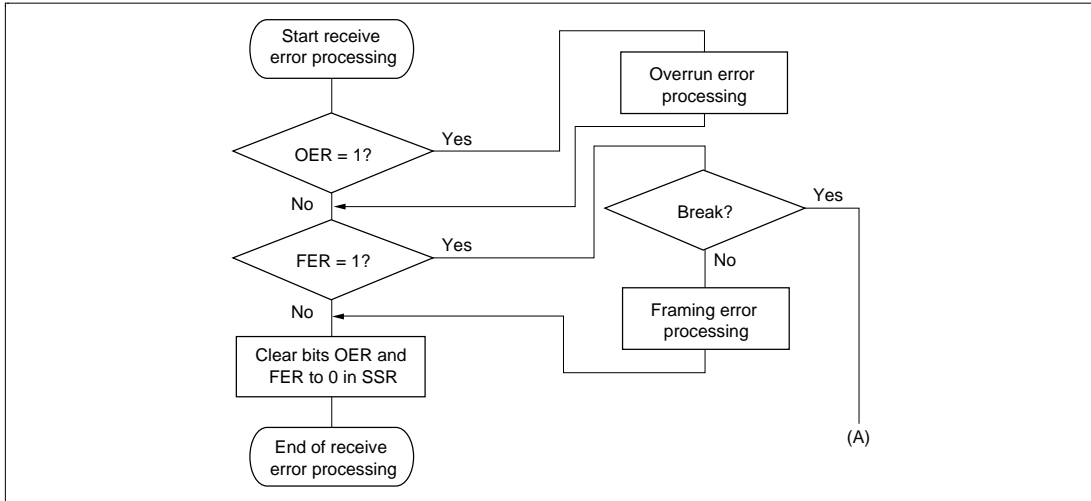 Start receive
error processing
Overrun error
processing
Yes
OER = 1?
Yes
No
Break?
Yes
FER = 1?
No
No
Framing error
processing
Clear bits OER and
FER to 0 in SSR
(A)
End of receive
error processing